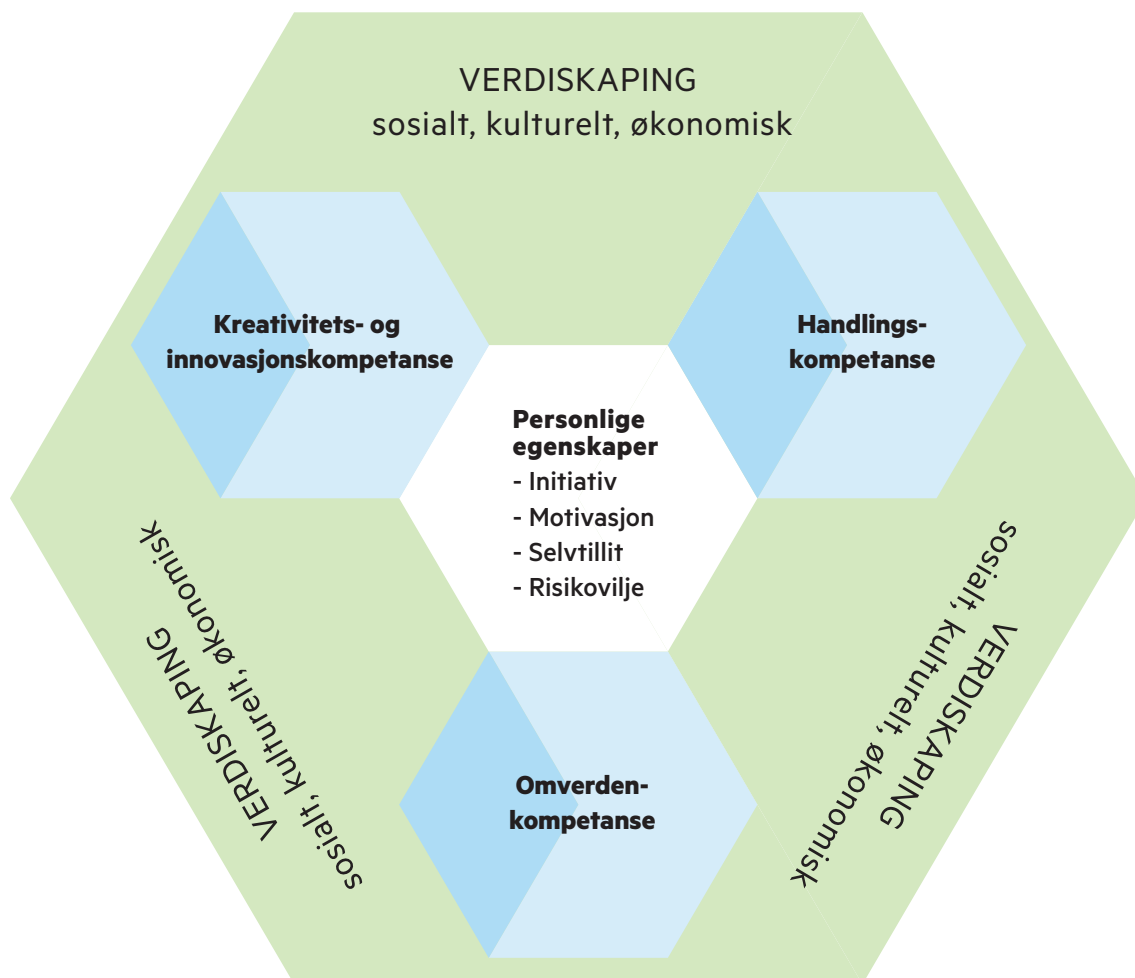 VERDISKAPING
sosialt, kulturelt, økonomisk
Kreativitets- og
innovasjonskompetanse
Handlings-
kompetanse
Personlige
egenskaper
- Initiativ
- Motivasjon
- Selvtillit
- Risikovilje
Omverden-
kompetanse
VERDISKAPING
sosialt, kulturelt, økonomisk
VERDISKAPING
sosialt, kulturelt, økonomisk